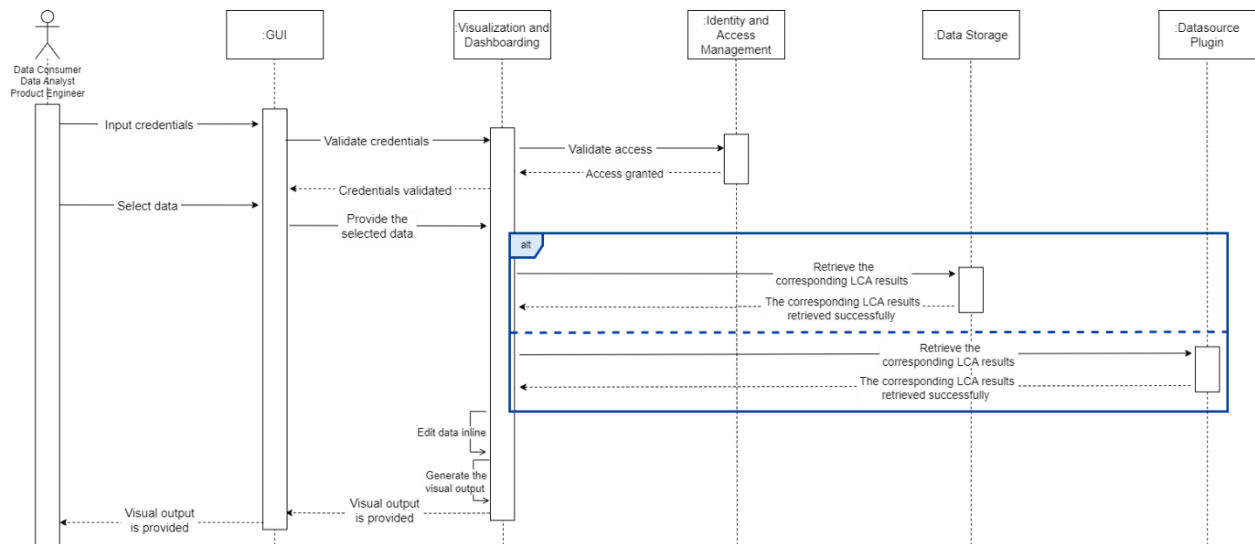 :GUI
:Visualization and
Dashboarding
:Identity and
Access
Management
:Data Storage
:Datasource
Plugin
Data Consumer
Data Analyst
Product Engineer
Input credentials
Validate credentials
Validate access
Access granted
Credentials validated
Select data
Provide the
selected data
alt
Retrieve the
corresponding LCA results
The corresponding LCA results
retrieved successfully
Retrieve the
corresponding LCA results
The corresponding LCA results
retrieved successfully
Edit data inline
Generate the
visual output
Visual output
is provided
Visual output
is provided